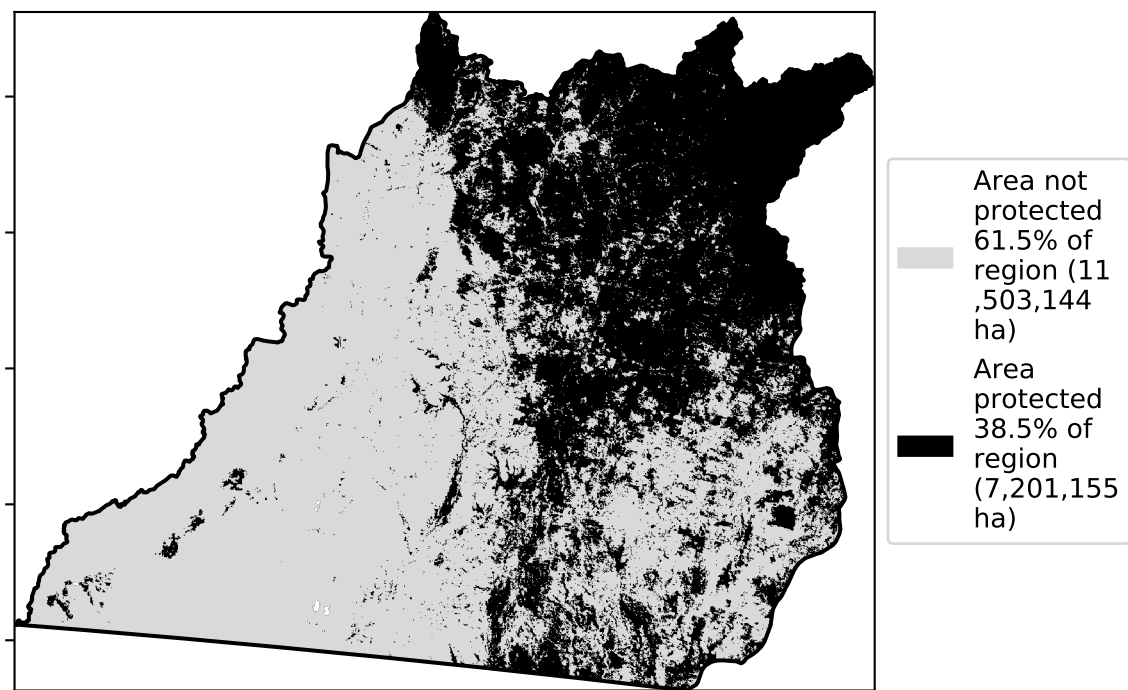 Area not
protected
61.5% of
region (11
,503,144
ha)
Area
protected
38.5% of
region
(7,201,155
ha)